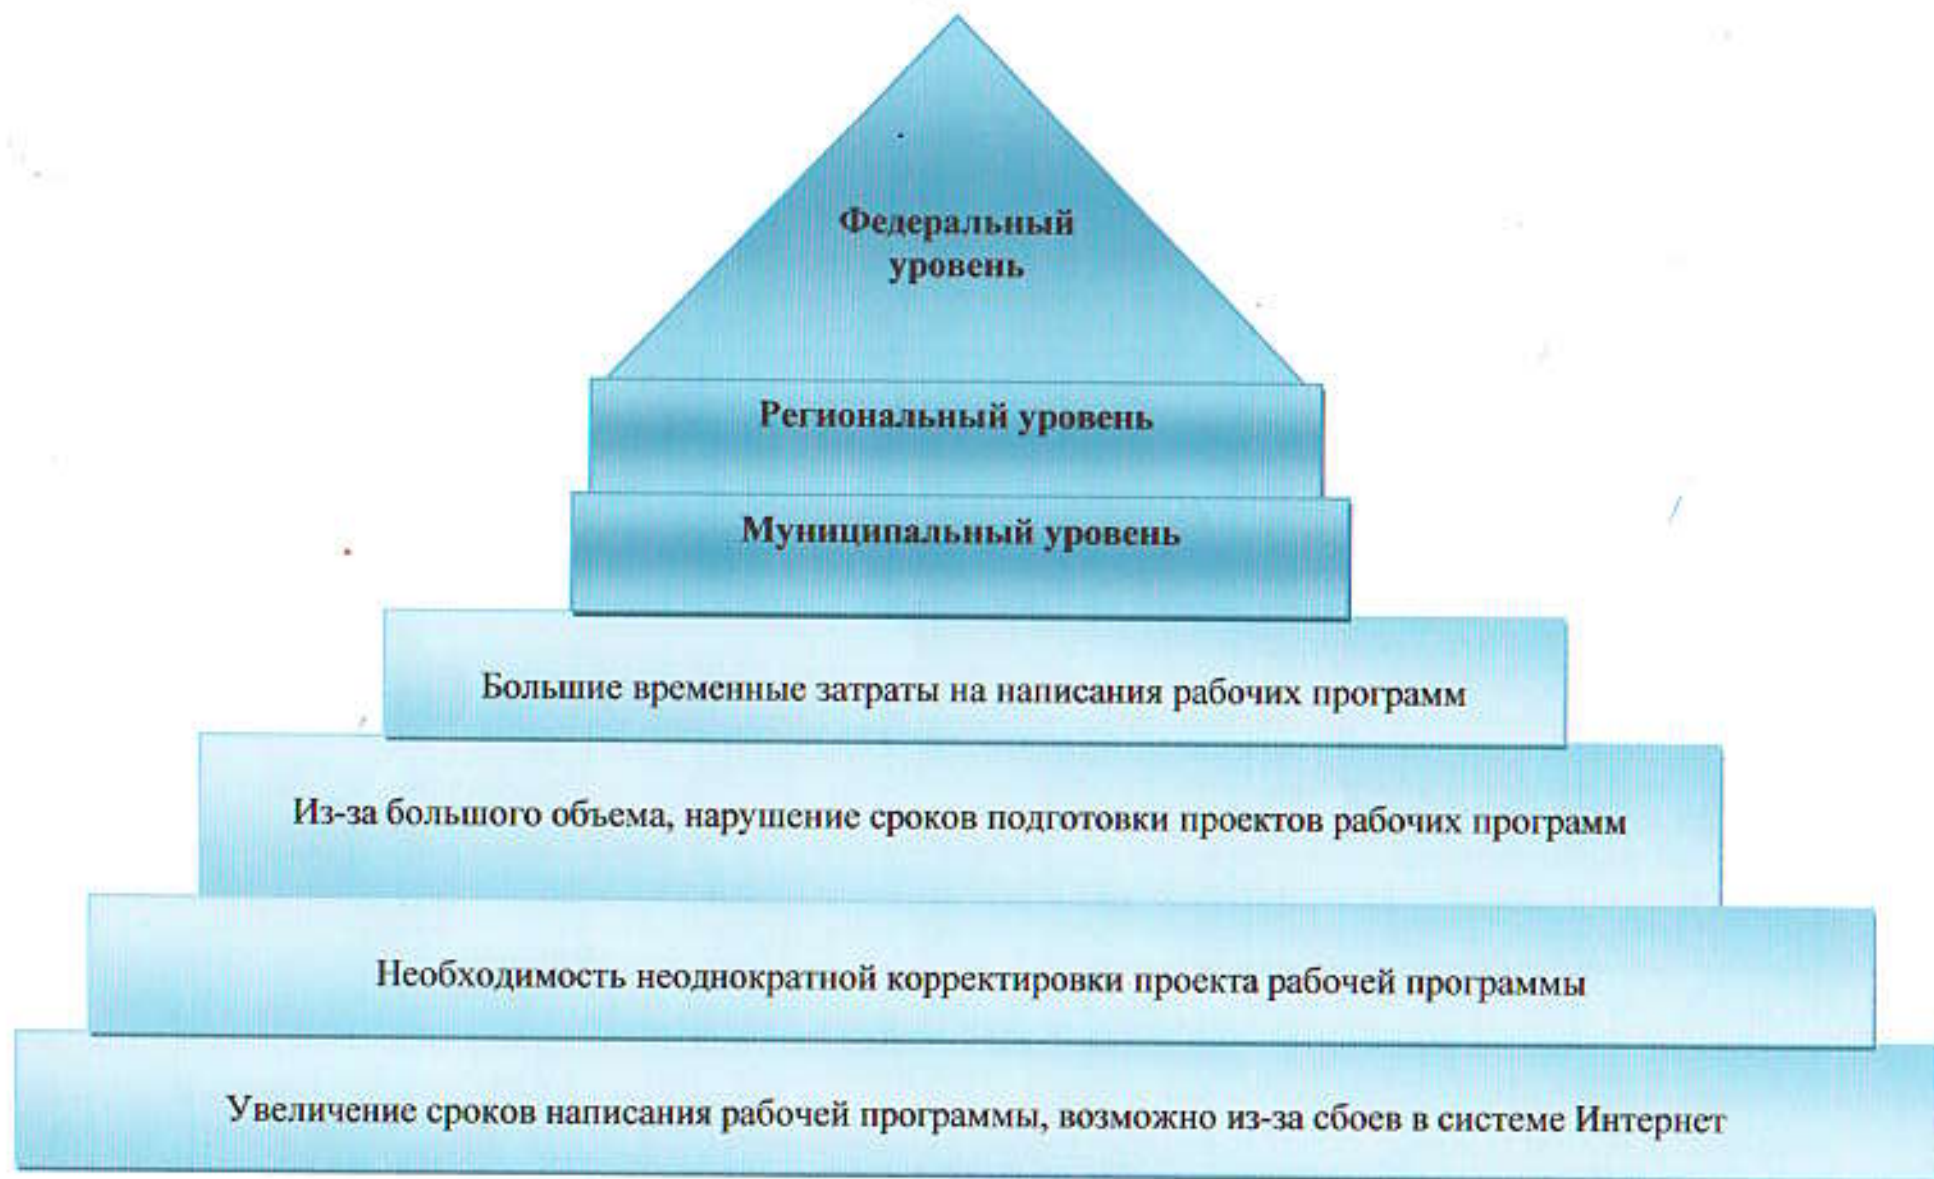 Федеральный
уровень
Региональный уровень
Муниципальный уровень
Большие временные затраты на написания рабочих программ
Из-за большого объема, нарушение сроков подготовки проектов рабочих программ
Необходимость неоднократной корректировки проекта рабочей программы
Увеличение сроков написания рабочей программы, возможно из-за сбоев в системе Интернет